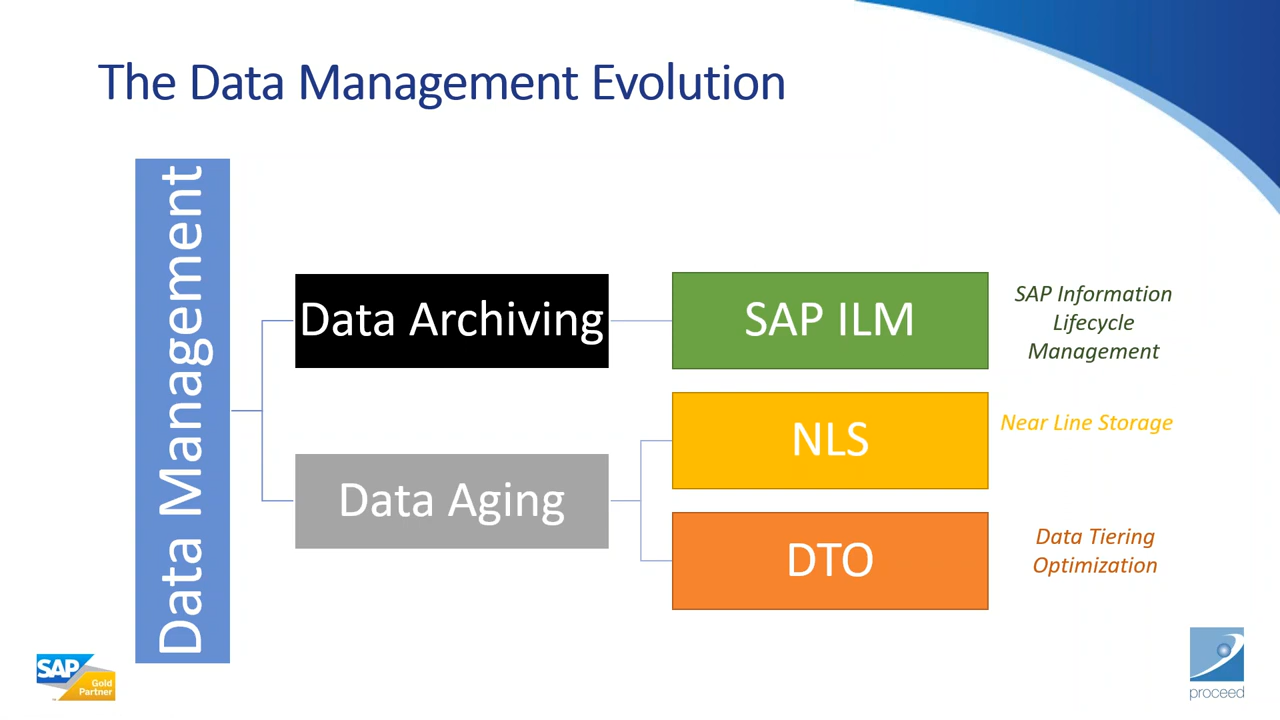 The Data Management Evolution
Data Management
Data Archiving
SAP ILM
SAP Information
Lifecycle
Management
Data Aging
NLS
Near Line Storage
DTO
Data Tiering
Optimization
SAP
Gold
Partner
proceed